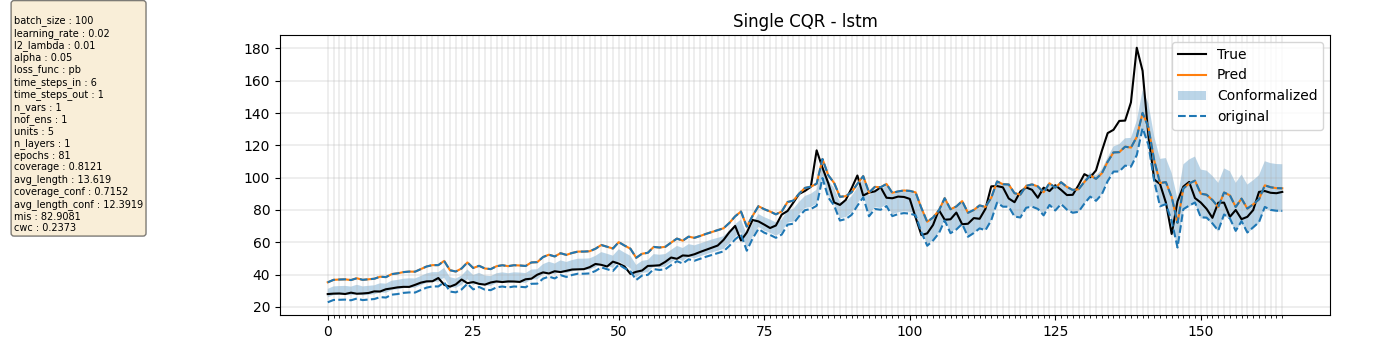 batch_size : 100
learning_rate : 0.02
l2_lambda : 0.01
alpha : 0.05
loss_func : pb
time_steps_in : 6
time_steps_out : 1
n_vars : 1
nof_ens : 1
units : 5
n_layers : 1
epochs : 81
coverage : 0.8121
avg_length : 13.619
coverage_conf : 0.7152
avg_length_conf : 12.3919
mis : 82.9081
cwc : 0.2373
Single CQR - lstm
180
160
140
120
100
80
60
40
20
0 25 50 75 100 125 150
True
Pred
Conformalized
original